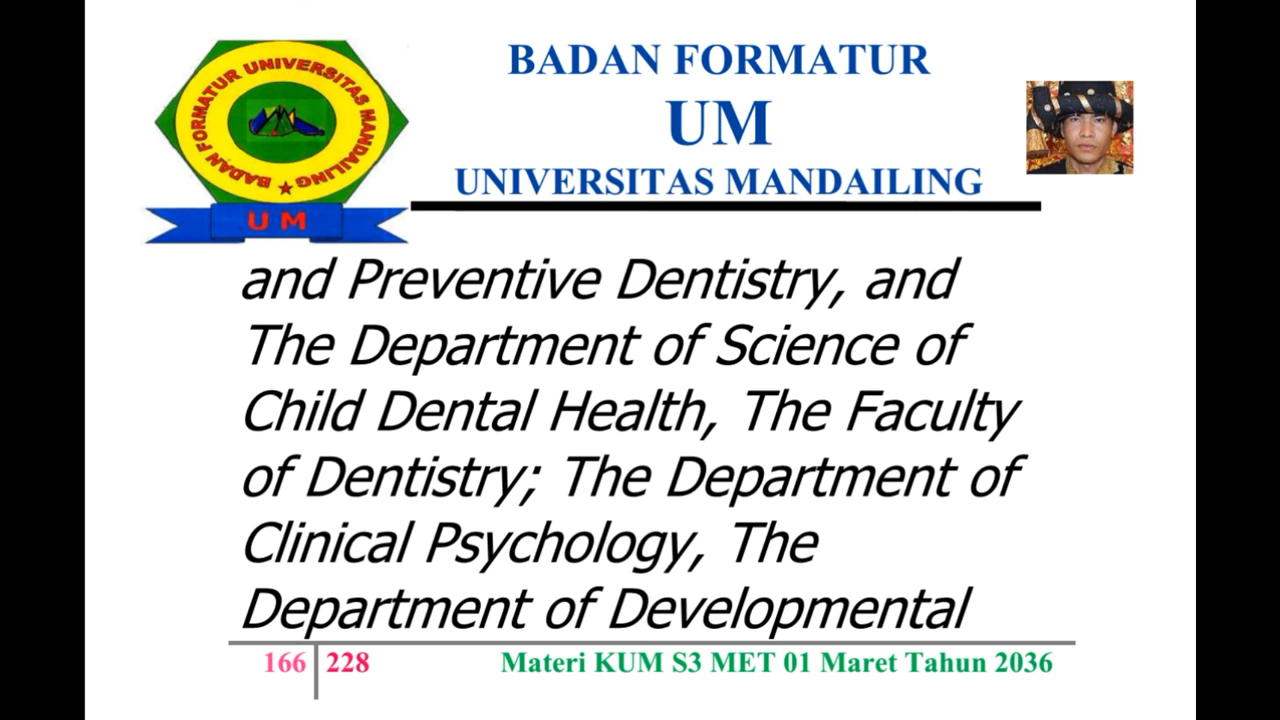 BADAN FORMATUR
UM
UNIVERSITAS MANDAILING
BADAN FORMATUR UNIVERSITAS MANDAILING
U M
and Preventive Dentistry, and
The Department of Science of
Child Dental Health, The Faculty
of Dentistry; The Department of
Clinical Psychology, The
Department of Developmental
166 228 Materi KUM S3 MET 01 Maret Tahun 2036